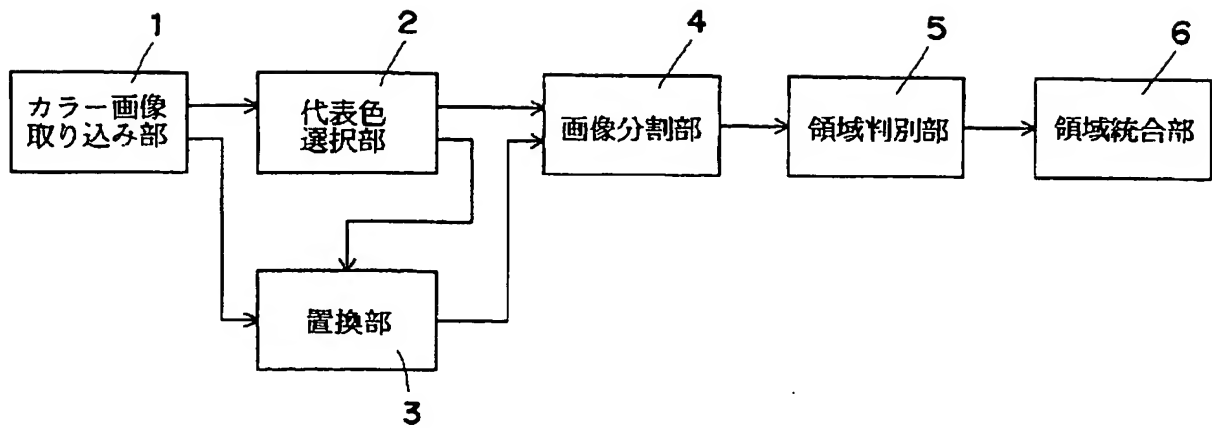 1
カラー画像
取り込み部
2
代表色
選択部
3
置換部
4
画像分割部
5
領域判別部
6
領域統合部